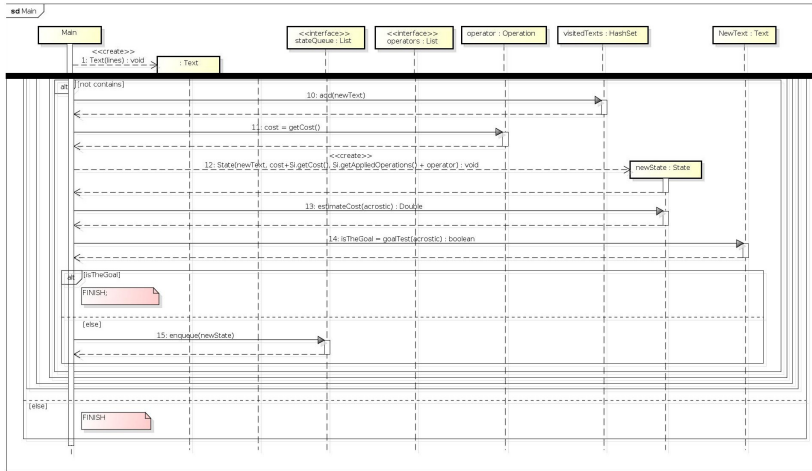 sd Main
Main
<<create>>
1: Text(lines) : void
: Text
<<interface>>
stateQueue : List
<<interface>>
operators : List
operator : Operation
visitedTexts : HashSet
NewText : Text
alt
[not contains]
10: add(newText)
11: cost = getCost()
<<create>>
12: State(newText, cost+Si.getCost(), Si.getAppliedOperations() + operator) : void
newState : State
13: estimateCost(acrostic) : Double
14: isTheGoal = goalTest(acrostic) : boolean
alt
[isTheGoal]
FINISH;
[else]
15: enqueue(newState)
[else]
FINISH